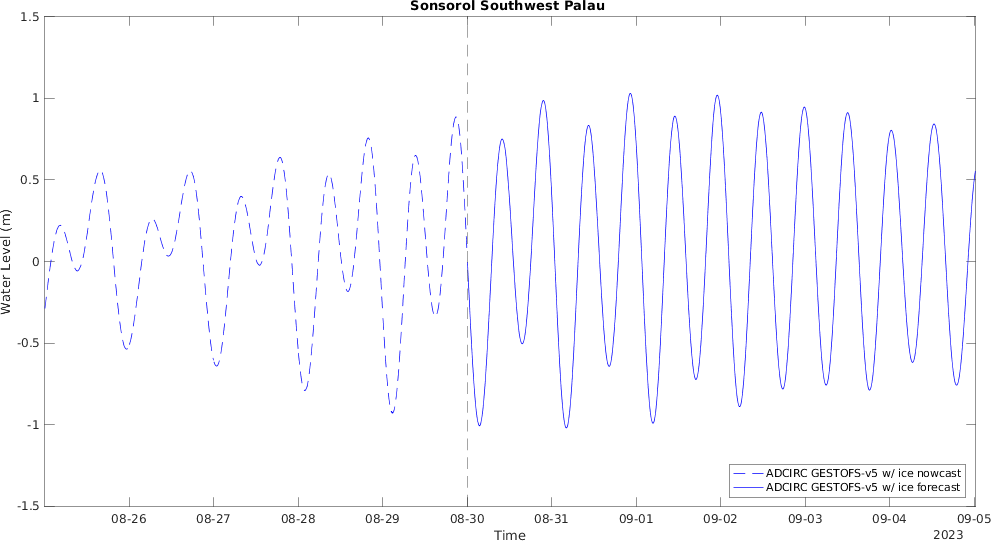 Sonsorol Southwest Palau
1.5
1
0.5
0
-0.5
-1
-1.5
Water Level (m)
ADCIRC GESTOFS-v5 w/ ice nowcast
ADCIRC GESTOFS-v5 w/ ice forecast
08-26 08-27 08-28 08-29 08-30 08-31 09-01 09-02 09-03 09-04 09-05
Time
2023